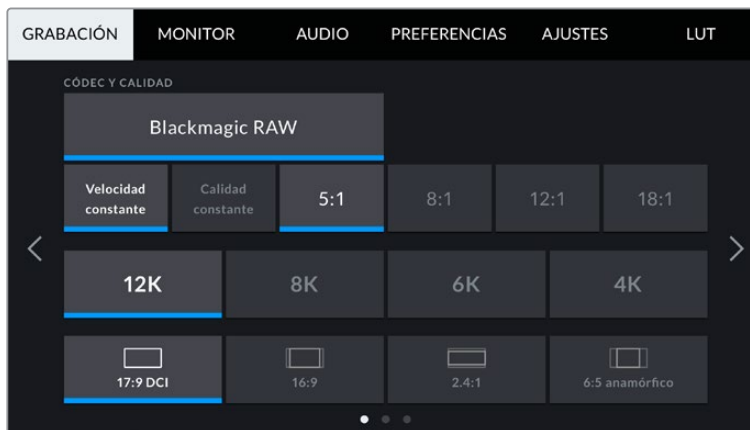 GRABACIÓN MONITOR AUDIO PREFERENCIAS AJUSTES LUT
CÓDEC Y CALIDAD
Blackmagic RAW
Velocidad constante
Calidad constante
5:1 8:1 12:1 18:1
12K 8K 6K 4K
17:9 DCI 16:9 2.4:1 6:5 anamórfico